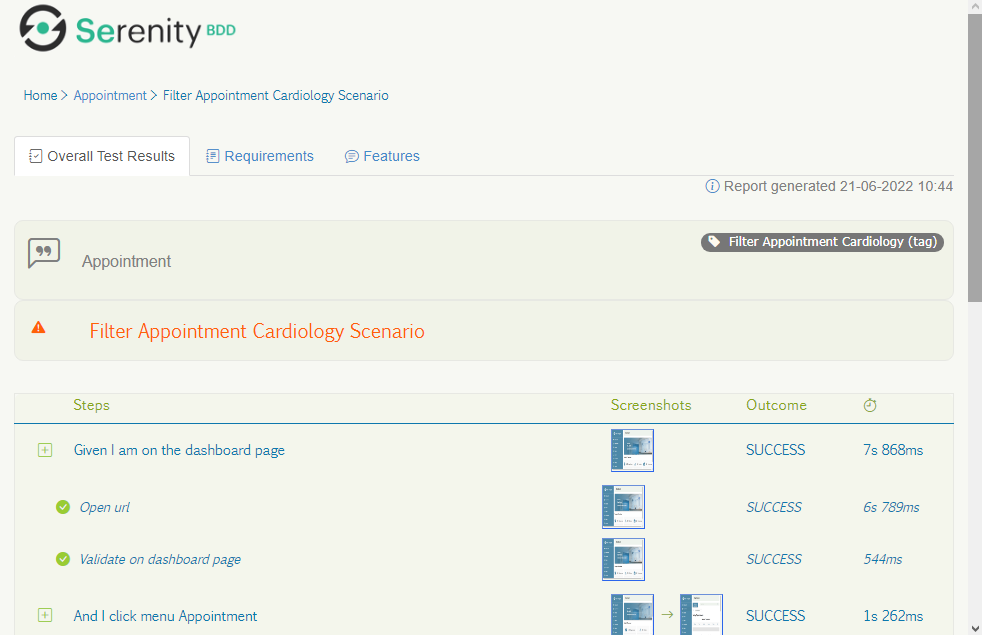 Serenity BDD
Home > Appointment > Filter Appointment Cardiology Scenario
Overall Test Results Requirements Features
Report generated 21-06-2022 10:44
Filter Appointment Cardiology (tag)
Appointment
Filter Appointment Cardiology Scenario
Steps Screenshots Outcome
Given I am on the dashboard page SUCCESS 7s 868ms
Open url SUCCESS 6s 789ms
Validate on dashboard page SUCCESS 544ms
And I click menu Appointment SUCCESS 1s 262ms